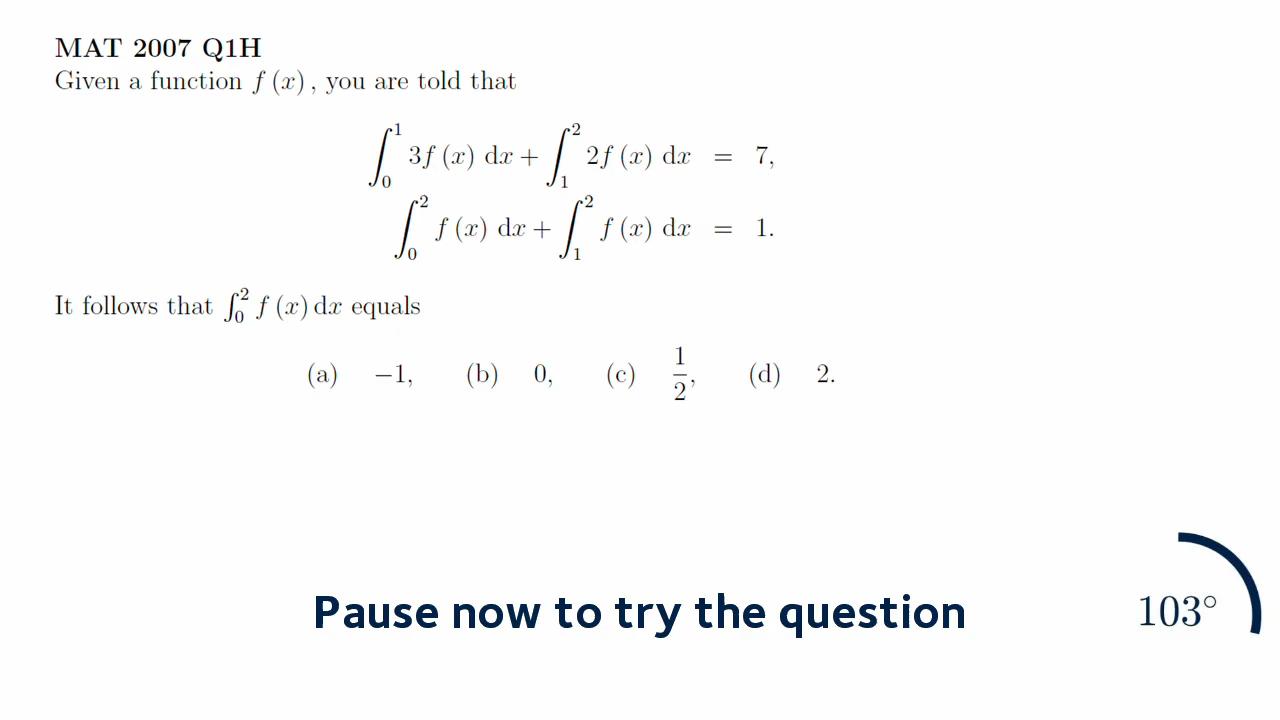 MAT 2007 Q1H
Given a function f (x) , you are told that
∫₀¹ 3f (x) dx + ∫₁² 2f (x) dx = 7,
∫₀² f (x) dx + ∫₁² f (x) dx = 1.
It follows that ∫₀² f (x) dx equals
(a) −1, (b) 0, (c) 1/2, (d) 2.
Pause now to try the question
103°